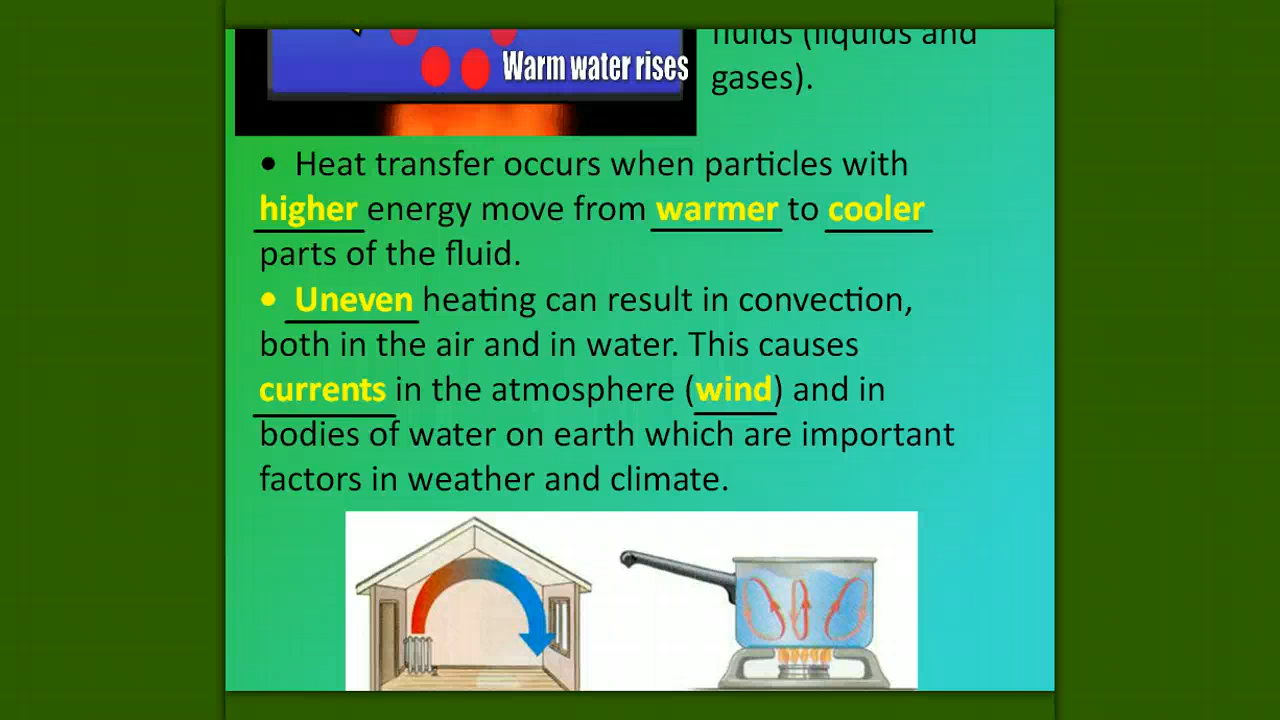 fluids (liquids and
gases).
Warm water rises
• Heat transfer occurs when particles with
higher energy move from warmer to cooler
parts of the fluid.
• Uneven heating can result in convection,
both in the air and in water. This causes
currents in the atmosphere (wind) and in
bodies of water on earth which are important
factors in weather and climate.